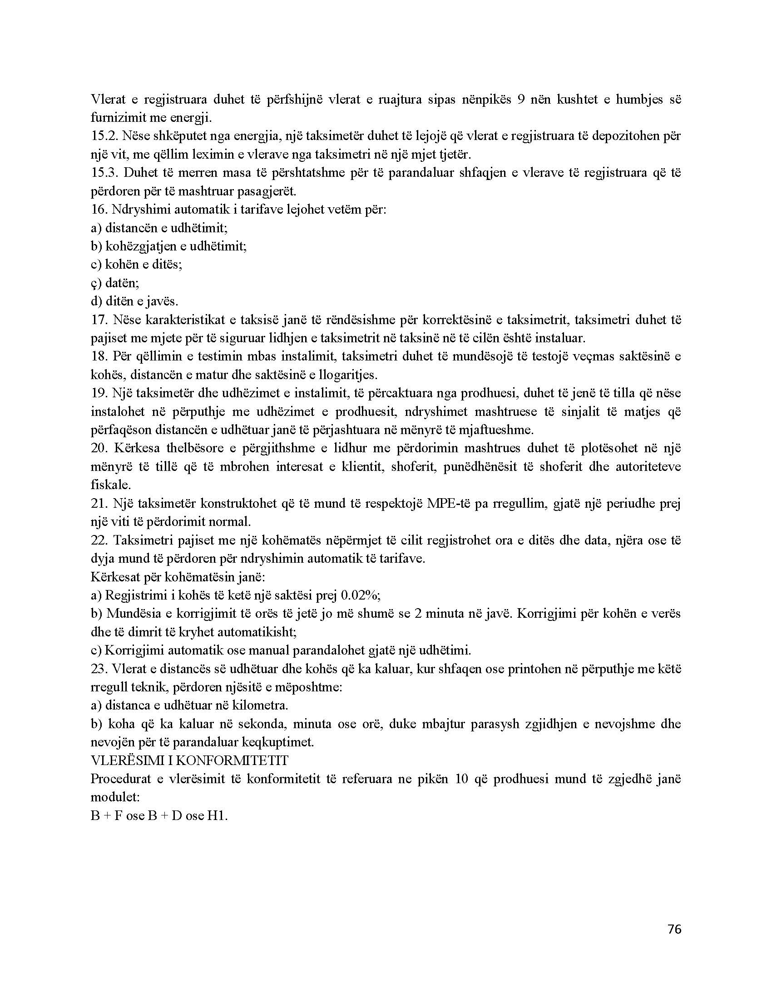 Vlerat e regjistruara duhet të përfshijnë vlerat e ruajtura sipas nënpikës 9 nën kushtet e humbjes së
furnizimit me energji.
15.2. Nëse shkëputet nga energjia, një taksimetër duhet të lejojë që vlerat e regjistruara të depozitohen për
një vit, me qëllim leximin e vlerave nga taksimetri në një mjet tjetër.
15.3. Duhet të merren masa të përshtatshme për të parandaluar shfaqjen e vlerave të regjistruara që të
përdoren për të mashtruar pasagjerët.
16. Ndryshimi automatik i tarifave lejohet vetëm për:
a) distancën e udhëtimit;
b) kohëzgjatjen e udhëtimit;
c) kohën e ditës;
ç) datën;
d) ditën e javës.
17. Nëse karakteristikat e taksisë janë të rëndësishme për korrektësinë e taksimetrit, taksimetri duhet të
pajiset me mjete për të siguruar lidhjen e taksimetrit në taksinë në të cilën është instaluar.
18. Për qëllimin e testimin mbas instalimit, taksimetri duhet të mundësojë të testojë veçmas saktësinë e
kohës, distancën e matur dhe saktësinë e llogaritjes.
19. Një taksimetër dhe udhëzimet e instalimit, të përcaktuara nga prodhuesi, duhet të jenë të tilla që nëse
instalohet në përputhje me udhëzimet e prodhuesit, ndryshimet mashtruese të sinjalit të matjes që
përfaqëson distancën e udhëtuar janë të përjashtuara në mënyrë të mjaftueshme.
20. Kërkesa thelbësore e përgjithshme e lidhur me përdorimin mashtrues duhet të plotësohet në një
mënyrë të tillë që të mbrohen interesat e klientit, shoferit, punëdhënësit të shoferit dhe autoriteteve
fiskale.
21. Një taksimetër konstruktohet që të mund të respektojë MPE-të pa rregullim, gjatë një periudhe prej
një viti të përdorimit normal.
22. Taksimetri pajiset me një kohëmatës nëpërmjet të cilit regjistrohet ora e ditës dhe data, njëra ose të
dyja mund të përdoren për ndryshimin automatik të tarifave.
Kërkesat për kohëmatësin janë:
a) Regjistrimi i kohës të ketë një saktësi prej 0.02%;
b) Mundësia e korrigjimit të orës të jetë jo më shumë se 2 minuta në javë. Korrigjimi për kohën e verës
dhe të dimrit të kryhet automatikisht;
c) Korrigjimi automatik ose manual parandalohet gjatë një udhëtimi.
23. Vlerat e distancës së udhëtuar dhe kohës që ka kaluar, kur shfaqen ose printohen në përputhje me këtë
rregull teknik, përdoren njësitë e mëposhtme:
a) distanca e udhëtuar në kilometra.
b) koha që ka kaluar në sekonda, minuta ose orë, duke mbajtur parasysh zgjidhjen e nevojshme dhe
nevojën për të parandaluar keqkuptimet.
VLERËSIMI I KONFORMITETIT
Procedurat e vlerësimit të konformitetit të referuara ne pikën 10 që prodhuesi mund të zgjedhë janë
modulet:
B + F ose B + D ose H1.
76